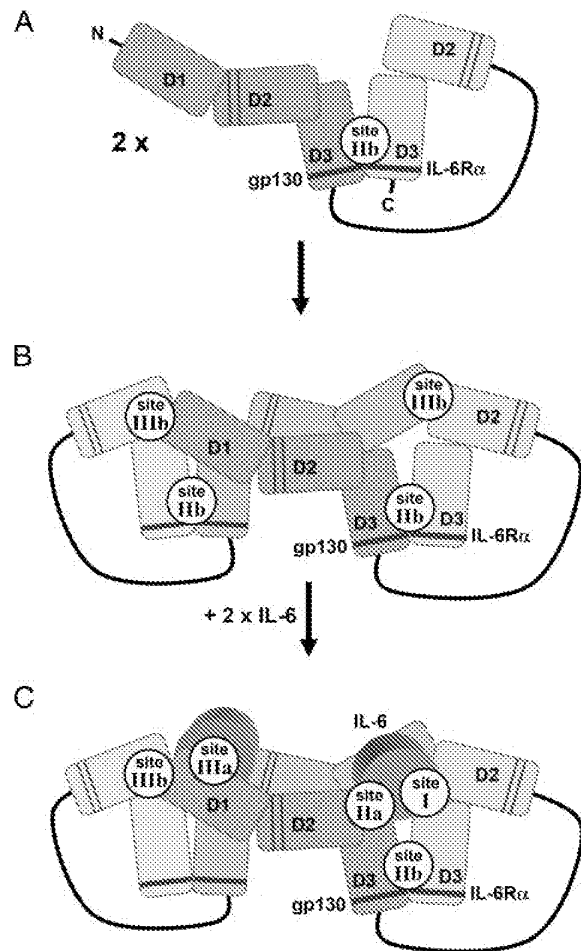 A
N
D1
D2
D2
2 x
site
IIb
D3
D3
gp130
IL-6Rα
C
B
site
IIIb
site
IIIb
D1
D2
D2
site
IIb
site
IIb
D3
D3
gp130
IL-6Rα
+ 2 x IL-6
C
IL-6
site
IIIb
site
IIIa
D1
D2
site
IIa
site
I
D2
site
IIb
D3
D3
gp130
IL-6Rα